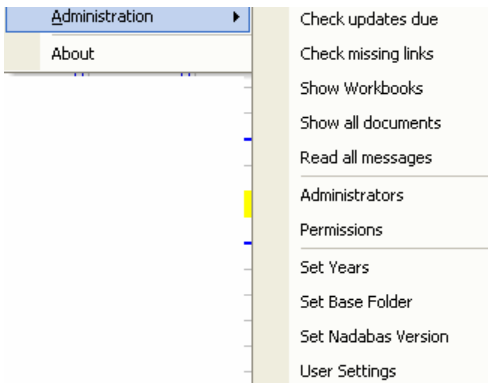 Administration
About
Check updates due
Check missing links
Show Workbooks
Show all documents
Read all messages
Administrators
Permissions
Set Years
Set Base Folder
Set Nadabas Version
User Settings